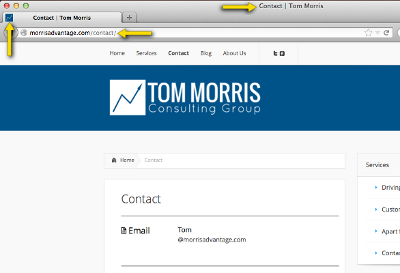 Contact | Tom Morris
Contact | Tom Morris
morrisadvantage.com/contact/
Home Services Contact Blog About Us
TOM MORRIS
Consulting Group
Home Contact
Services
Contact
Driving
Custo
Apart f
Contac
Email
Tom
@morrisadvantage.com